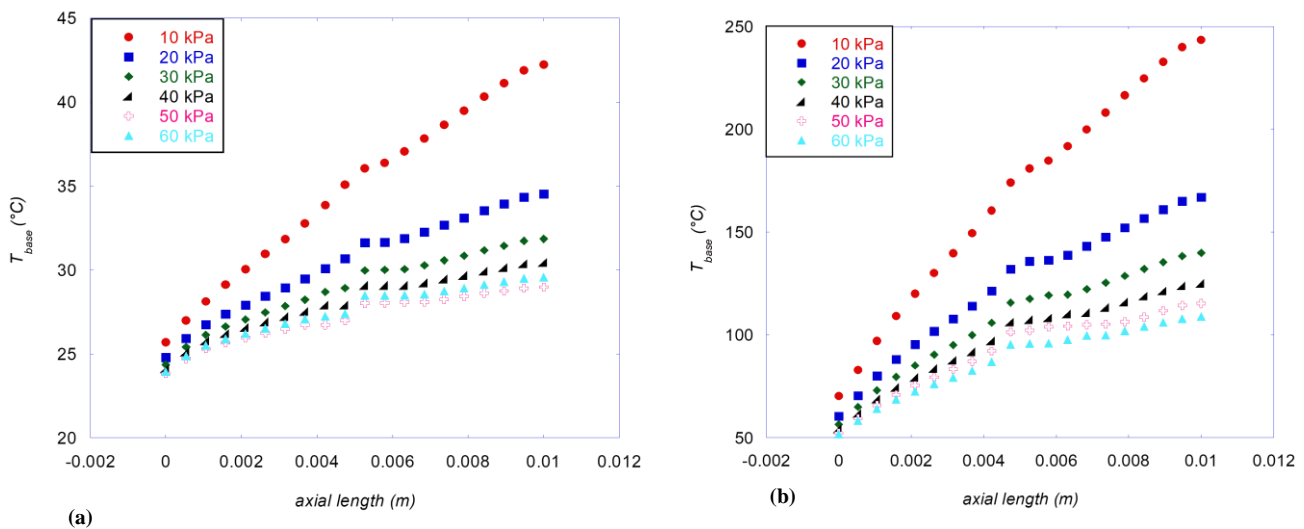 45
40
35
30
25
20
-0.002 0 0.002 0.004 0.006 0.008 0.01 0.012
T base (°C)
axial length (m)
10 kPa
20 kPa
30 kPa
40 kPa
50 kPa
60 kPa
(a)
250
200
150
100
50
-0.002 0 0.002 0.004 0.006 0.008 0.01 0.012
T base (°C)
axial length (m)
10 kPa
20 kPa
30 kPa
40 kPa
50 kPa
60 kPa
(b)